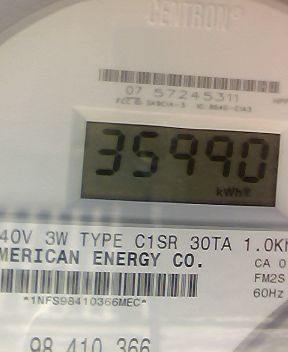 CENTRON®
07 57245311
35990
kWh
40V 3W TYPE C1SR 30TA 1.0Kh
MERICAN ENERGY CO.
CA 0
FM2S
60Hz
*1NFS98410366MEC*
98 410 366